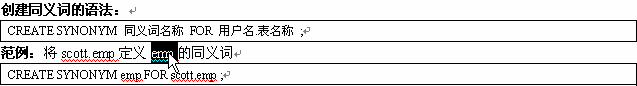 创建同义词的语法：
CREATE SYNONYM 同义词名称 FOR 用户名.表名称 ;
范例：将 scott.emp 定义 emp 的同义词
CREATE SYNONYM emp FOR scott.emp ;